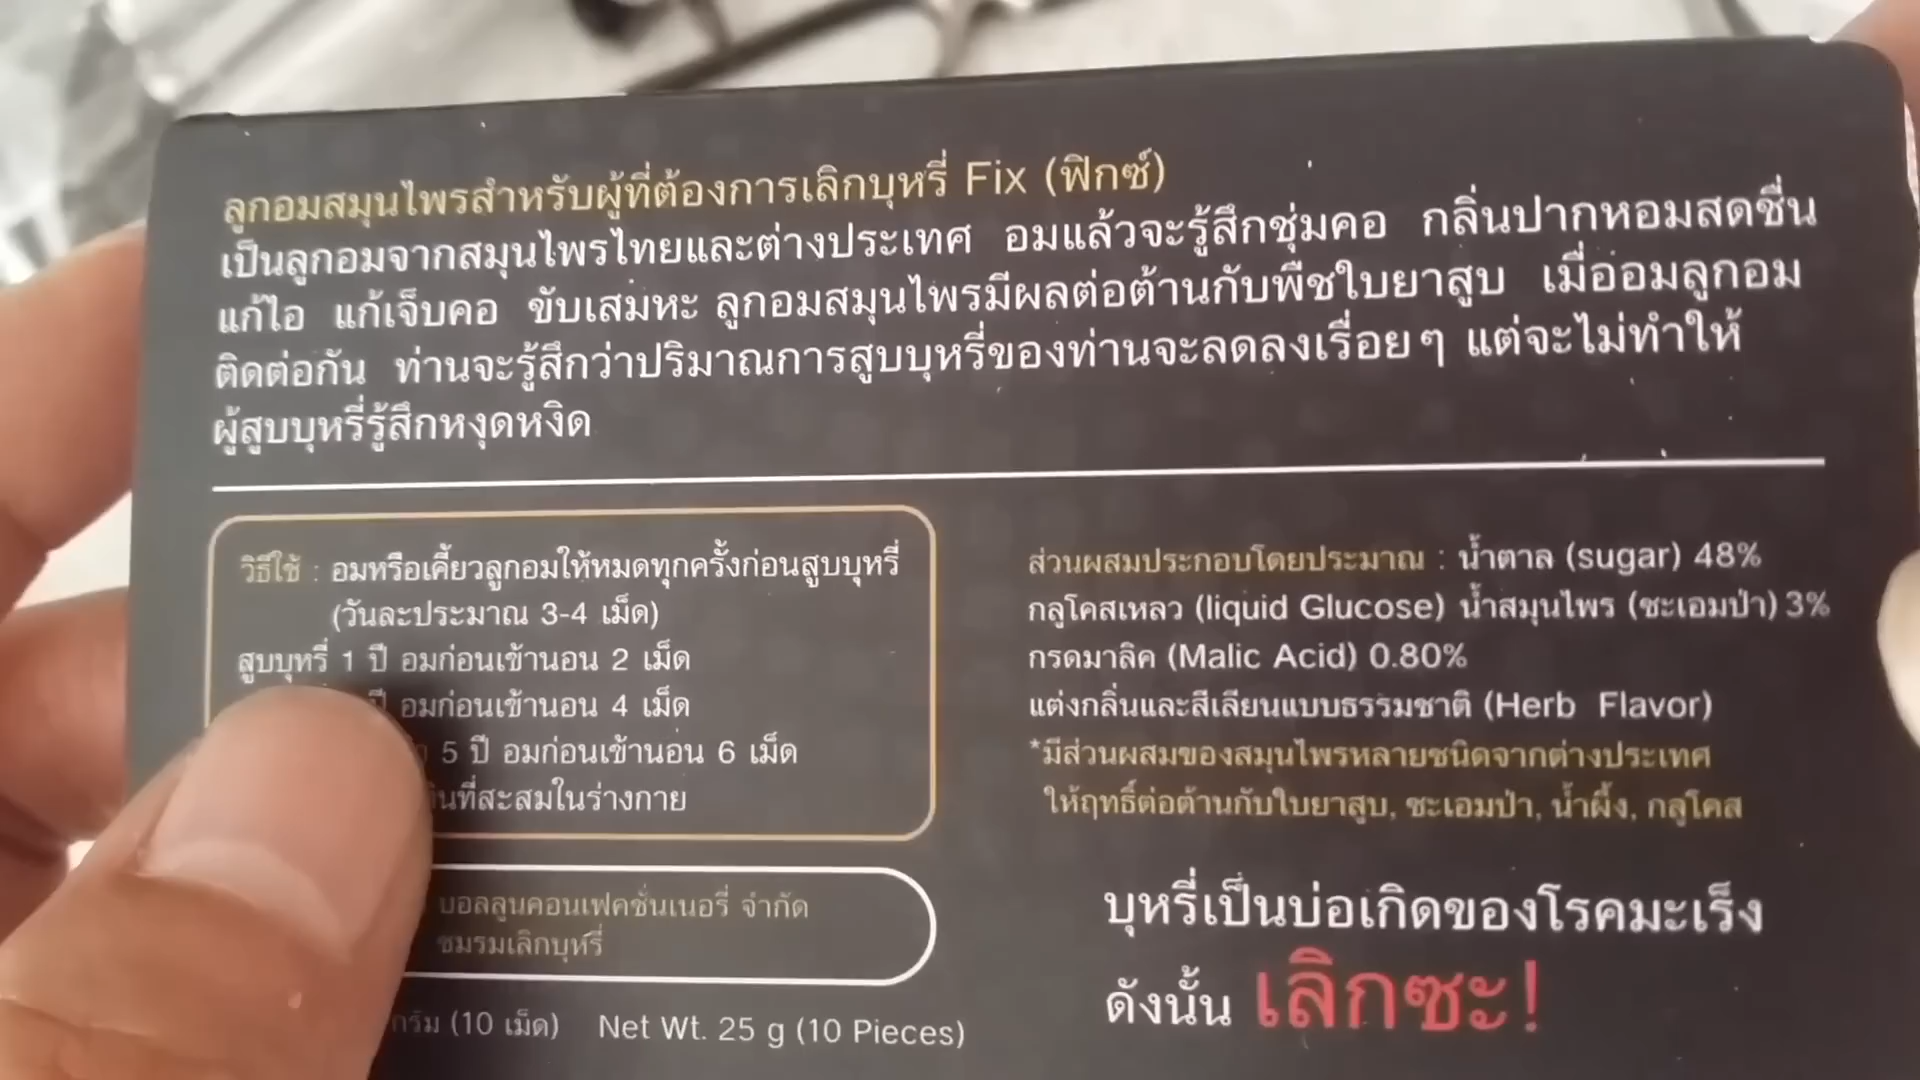 ลูกอมสมุนไพรสำหรับผู้ที่ต้องการเลิกบุหรี่ Fix (ฟิกซ์)
เป็นลูกอมจากสมุนไพรไทยและต่างประเทศ อมแล้วจะรู้สึกชุ่มคอ กลิ่นปากหอมสดชื่น
แก้ไอ แก้เจ็บคอ ขับเสมหะ ลูกอมสมุนไพรมีผลต่อต้านกับพืชใบยาสูบ เมื่ออมลูกอม
ติดต่อกัน ท่านจะรู้สึกว่าปริมาณการสูบบุหรี่ของท่านจะลดลงเรื่อยๆ แต่จะไม่ทำให้
ผู้สูบบุหรี่รู้สึกหงุดหงิด
วิธีใช้ : อมหรือเคี้ยวลูกอมให้หมดทุกครั้งก่อนสูบบุหรี่
(วันละประมาณ 3-4 เม็ด)
สูบบุหรี่ 1 ปี อมก่อนเข้านอน 2 เม็ด
ปี อมก่อนเข้านอน 4 เม็ด
5 ปี อมก่อนเข้านอน 6 เม็ด
ที่สะสมในร่างกาย
บอลลูนคอนเฟคชั่นเนอรี่ จำกัด
ชมรมเลิกบุหรี่
กรัม (10 เม็ด) Net Wt. 25 g (10 Pieces)
ส่วนผสมประกอบโดยประมาณ : น้ำตาล (sugar) 48%
กลูโคสเหลว (liquid Glucose) น้ำสมุนไพร (ชะเอมป่า) 3%
กรดมาลิค (Malic Acid) 0.80%
แต่งกลิ่นและสีเลียนแบบธรรมชาติ (Herb Flavor)
*มีส่วนผสมของสมุนไพรหลายชนิดจากต่างประเทศ
ให้ฤทธิ์ต่อต้านกับใบยาสูบ, ชะเอมป่า, น้ำผึ้ง, กลูโคส
บุหรี่เป็นบ่อเกิดของโรคมะเร็ง
ดังนั้น เลิกซะ!